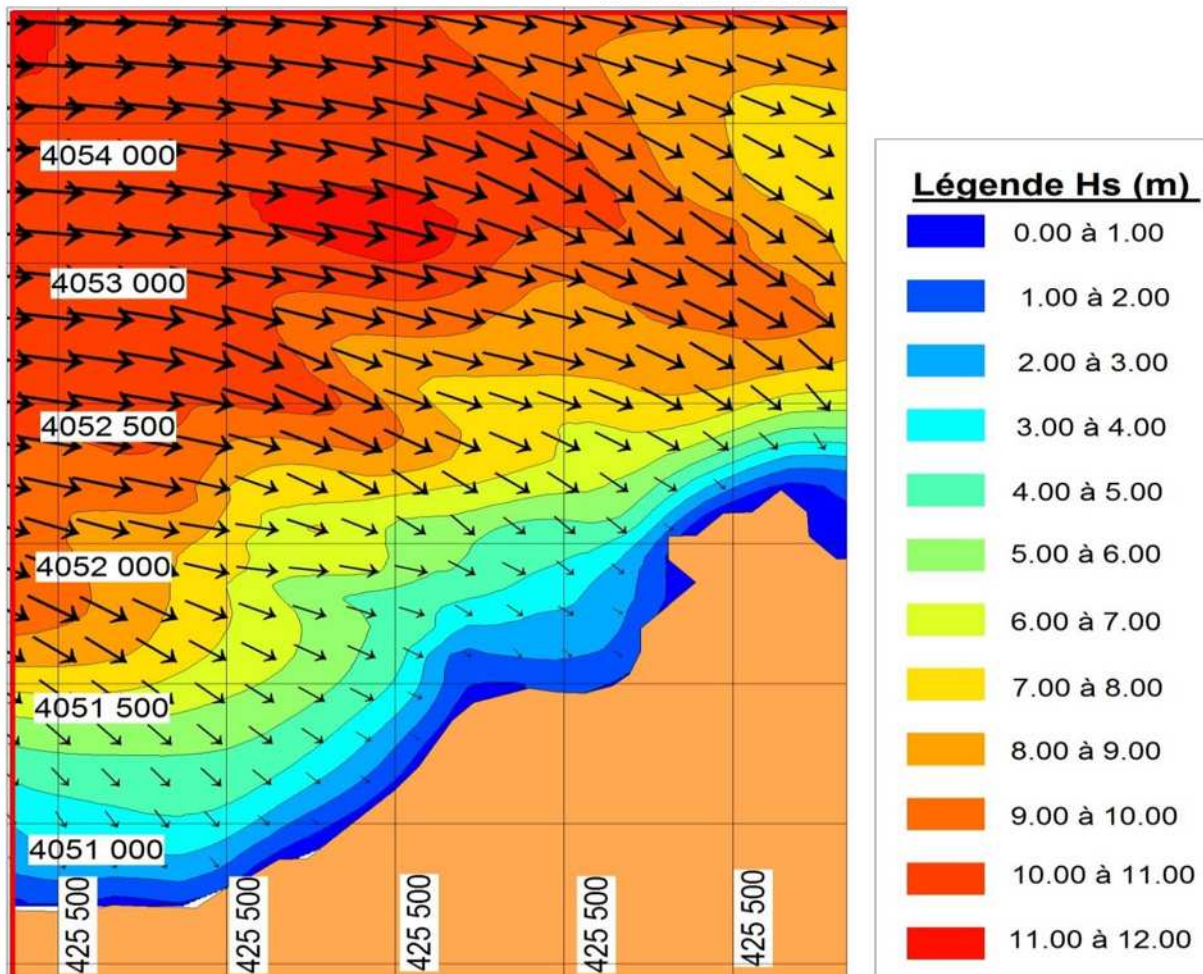 4054 000
4053 000
4052 500
4052 000
4051 500
4051 000
425 500
425 500
425 500
425 500
425 500
Légende Hs (m)
0.00 à 1.00
1.00 à 2.00
2.00 à 3.00
3.00 à 4.00
4.00 à 5.00
5.00 à 6.00
6.00 à 7.00
7.00 à 8.00
8.00 à 9.00
9.00 à 10.00
10.00 à 11.00
11.00 à 12.00